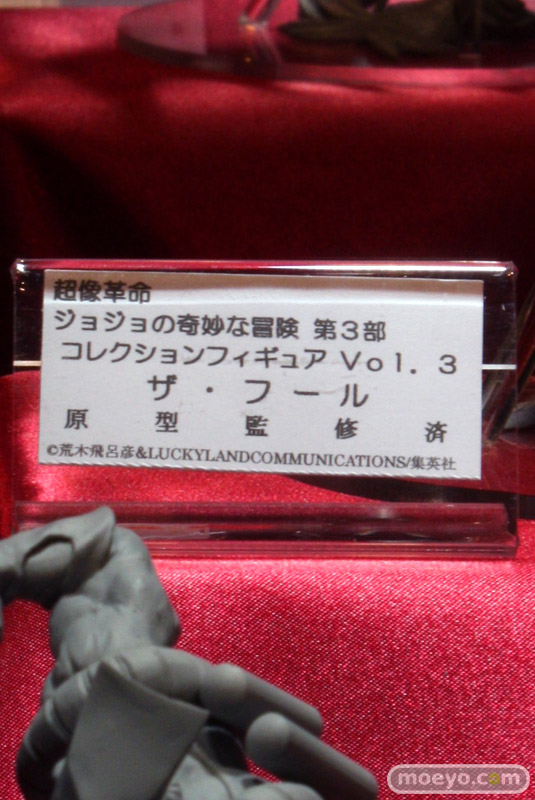 超像革命
ジョジョの奇妙な冒険 第3部
コレクションフィギュア Vol. 3
ザ・フール
原型監修済
©荒木飛呂彦&LUCKYLANDCOMMUNICATIONS/集英社
moeyo.com